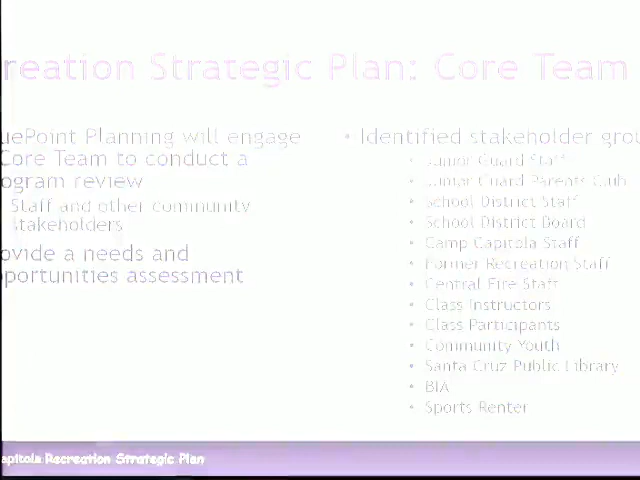 reation Strategic Plan: Core Team
uePoint Planning will engage
Core Team to conduct a
ogram review
Staff and other community
stakeholders
ovide a needs and
pportunities assessment
• Identified stakeholder grou
• Junior Guard Staff
• Junior Guard Parents Club
• School District Staff
• School District Board
• Camp Capitola Staff
• Former Recreation Staff
• Central Fire Staff
• Class Instructors
• Class Participants
• Community Youth
• Santa Cruz Public Library
• BIA
• Sports Renter
apitola Recreation Strategic Plan